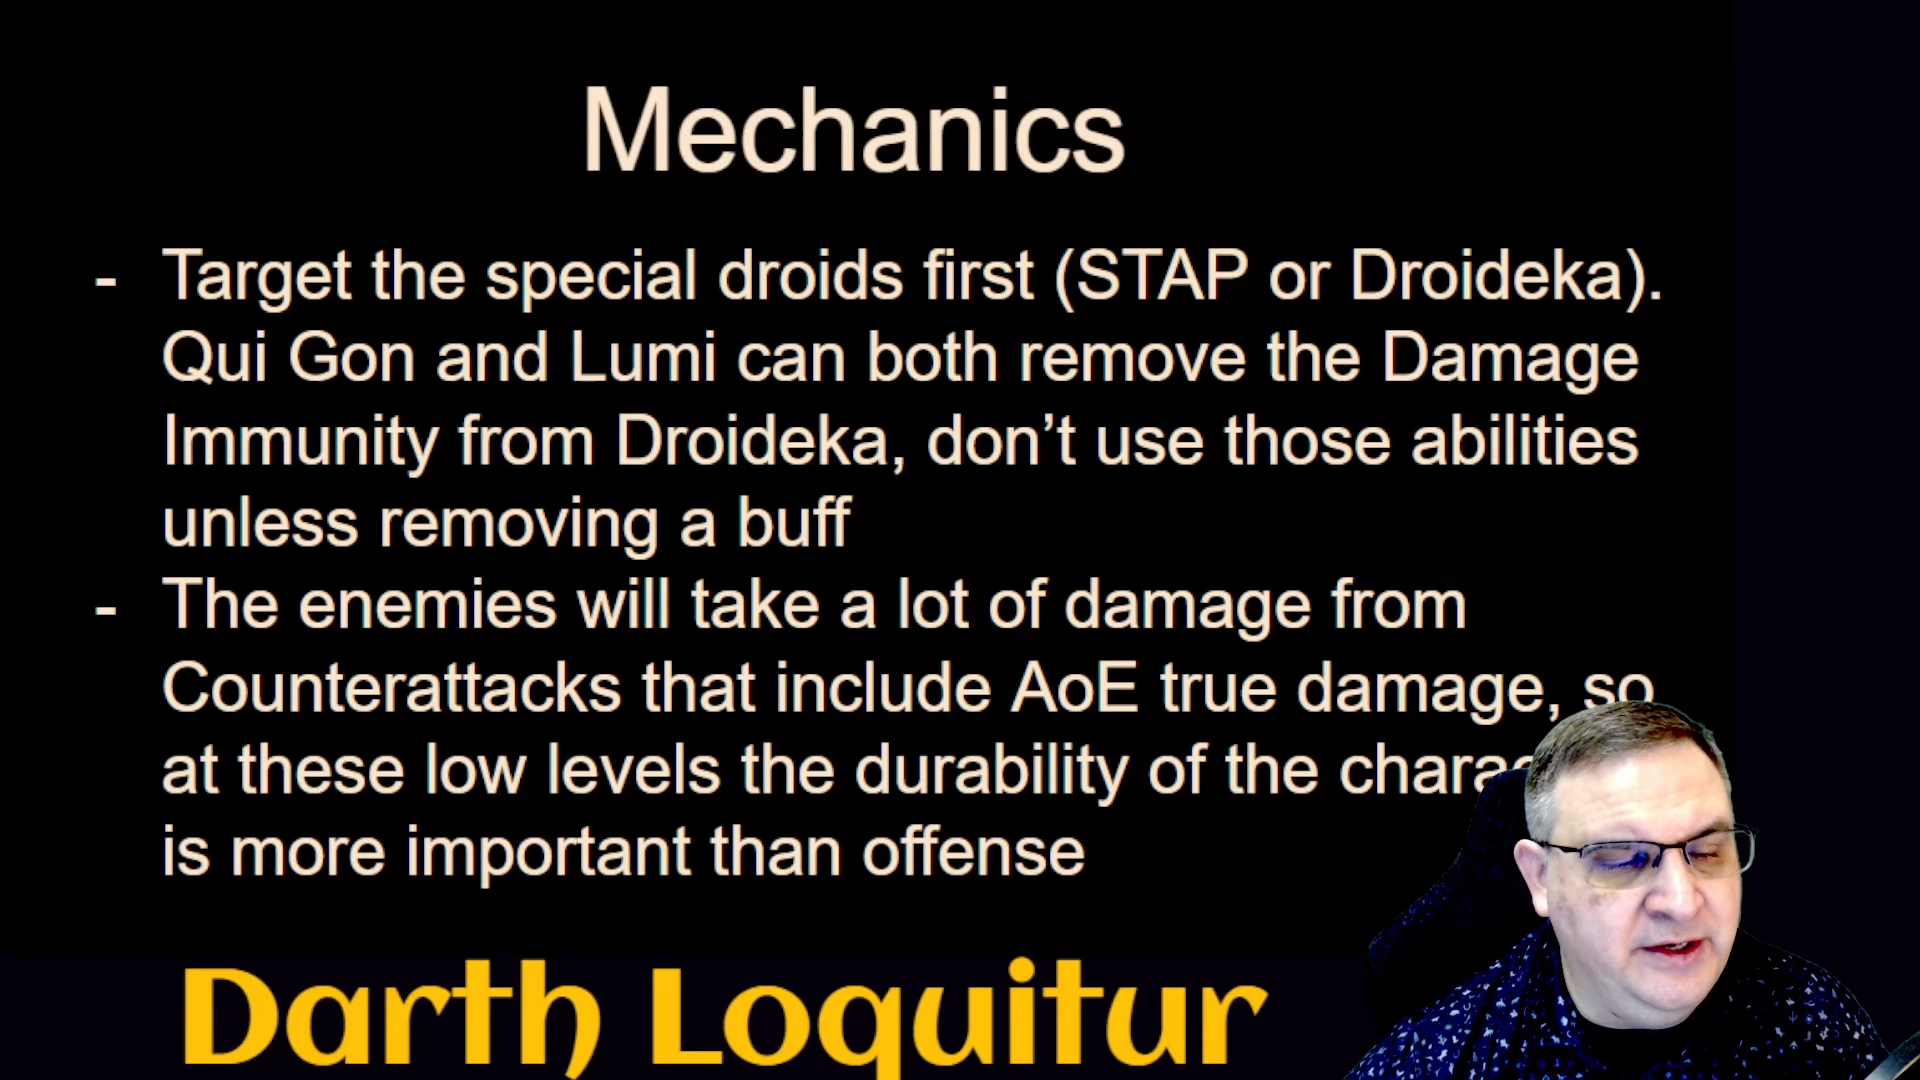 Mechanics
- Target the special droids first (STAP or Droideka).
Qui Gon and Lumi can both remove the Damage
Immunity from Droideka, don’t use those abilities
unless removing a buff
- The enemies will take a lot of damage from
Counterattacks that include AoE true damage, so
at these low levels the durability of the
is more important than offense
Darth Loquitur